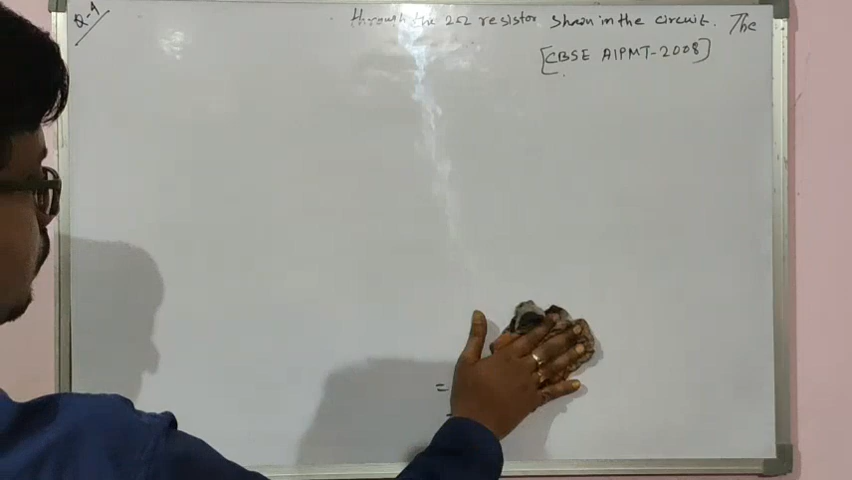 Q-1
through the 2Ω resistor shown in the circuit. The
[CBSE AIPMT-2008]
=